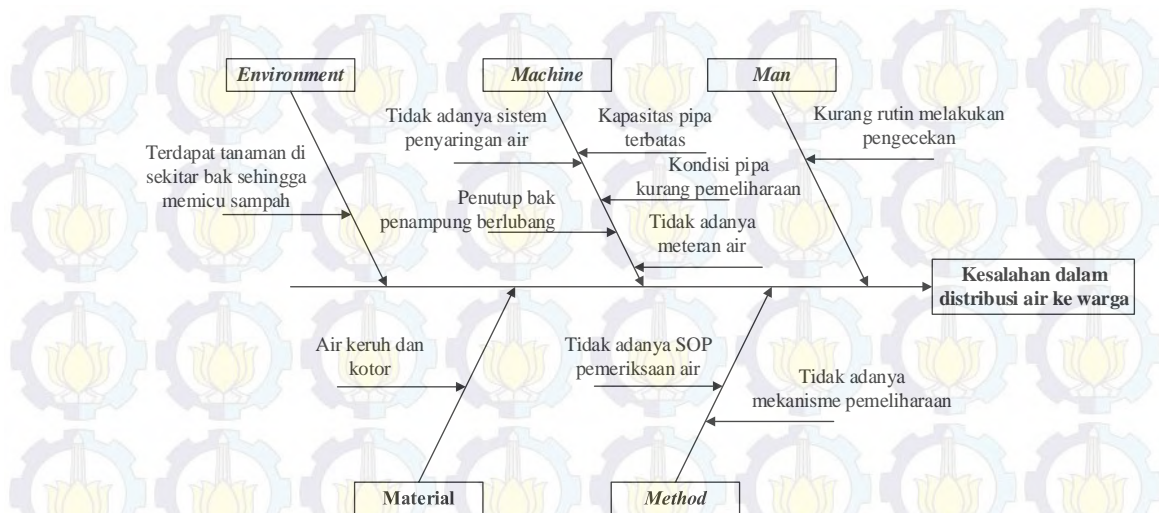 Environment
Machine
Man
Tidak adanya sistem
penyaringan air
Kapasitas pipa
terbatas
Kurang rutin melakukan
pengecekan
Terdapat tanaman di
sekitar bak sehingga
memicu sampah
Kondisi pipa
kurang pemeliharaan
Penutup bak
penampung berlubang
Tidak adanya
meteran air
Kesalahan dalam
distribusi air ke warga
Air keruh dan
kotor
Tidak adanya SOP
pemeriksaan air
Tidak adanya
mekanisme pemeliharaan
Material
Method